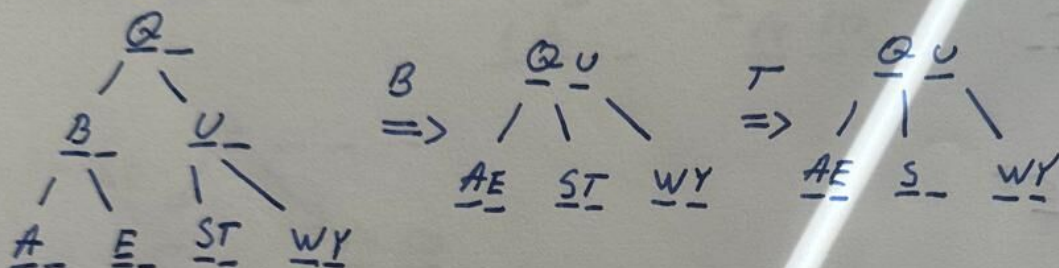 Q _ B Q U T Q U
B _ U _ => =>
A _ E _ ST WY AE ST WY AE S _ WY